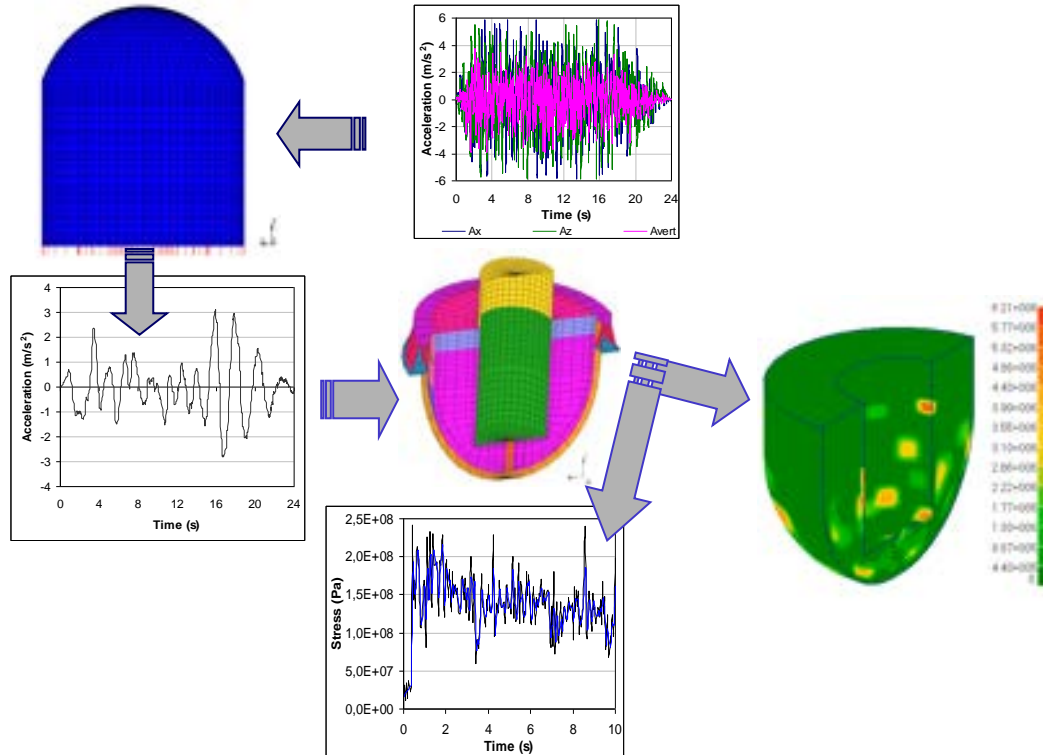 6
4
2
0
-2
-4
-6
Acceleration (m/s²)
0 4 8 12 16 20 24
Time (s)
Ax Az Avert
4
3
2
1
0
-1
-2
-3
-4
Acceleration (m/s²)
0 4 8 12 16 20 24
Time (s)
2,5E+08
2,0E+08
1,5E+08
1,0E+08
5,0E+07
0,0E+00
Stress (Pa)
0 2 4 6 8 10
Time (s)